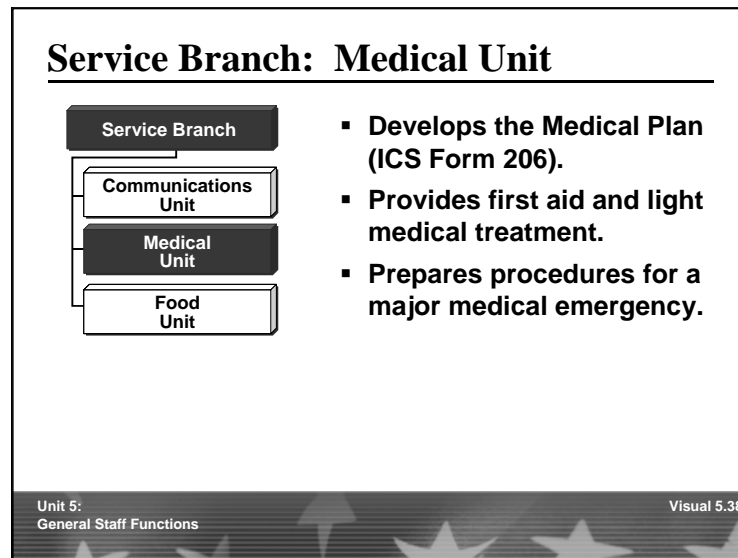 Service Branch: Medical Unit
Service Branch
Communications
Unit
Medical
Unit
Food
Unit
▪ Develops the Medical Plan
(ICS Form 206).
▪ Provides first aid and light
medical treatment.
▪ Prepares procedures for a
major medical emergency.
Unit 5:
General Staff Functions
Visual 5.38